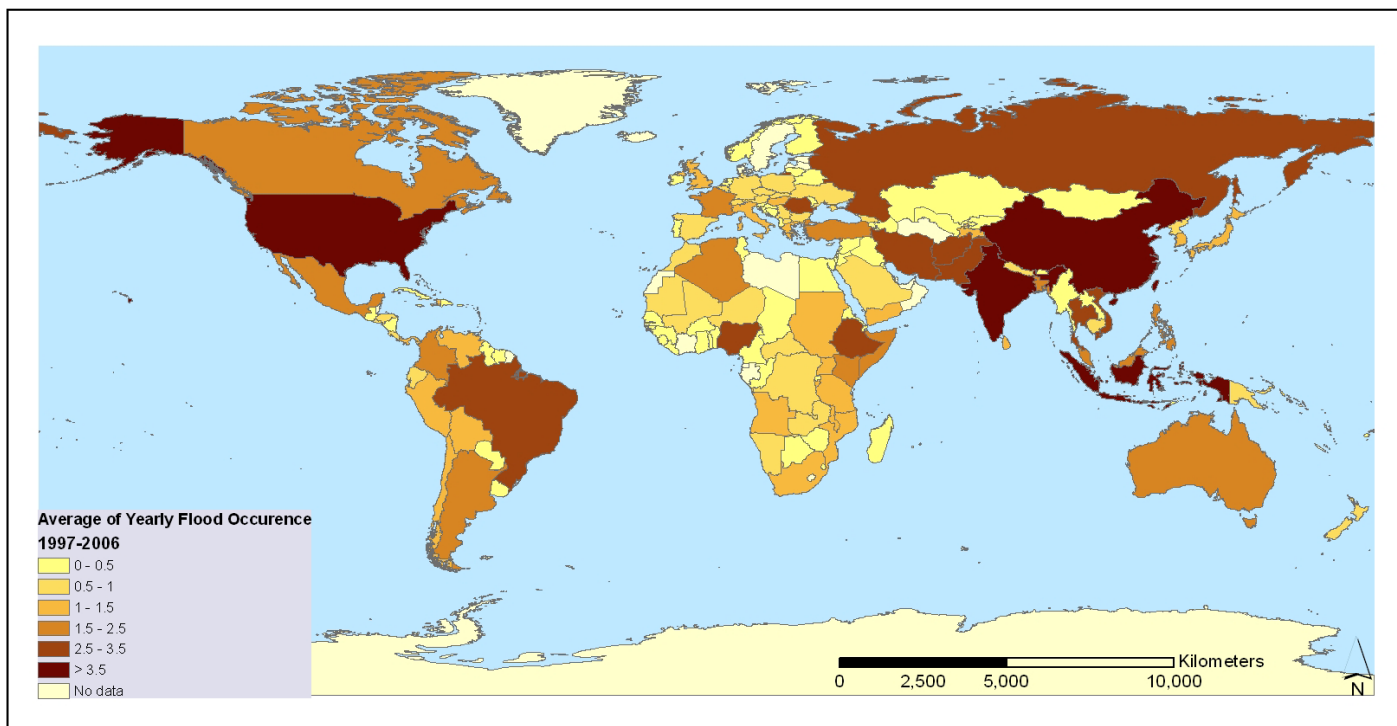 Average of Yearly Flood Occurence
1997-2006
0 - 0.5
0.5 - 1
1 - 1.5
1.5 - 2.5
2.5 - 3.5
> 3.5
No data
Kilometers
0 2,500 5,000 10,000
N